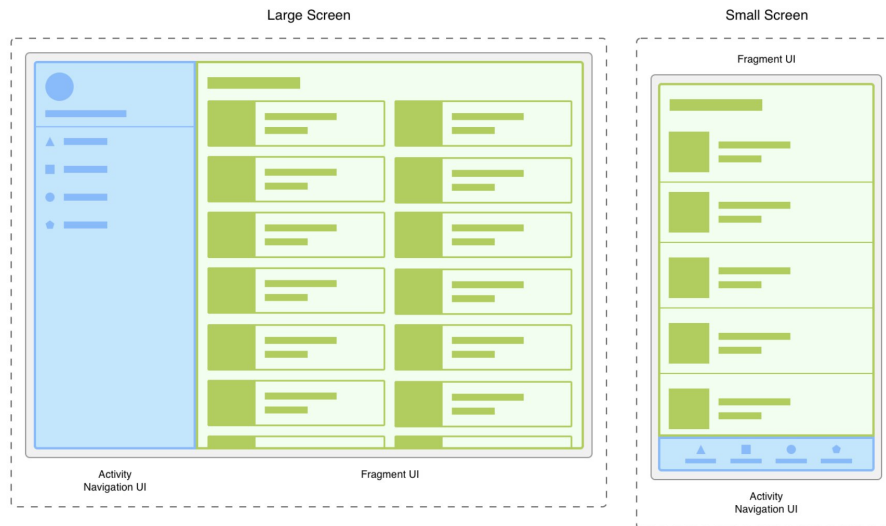 Large Screen
Small Screen
Fragment UI
Activity
Navigation UI
Fragment UI
Activity
Navigation UI